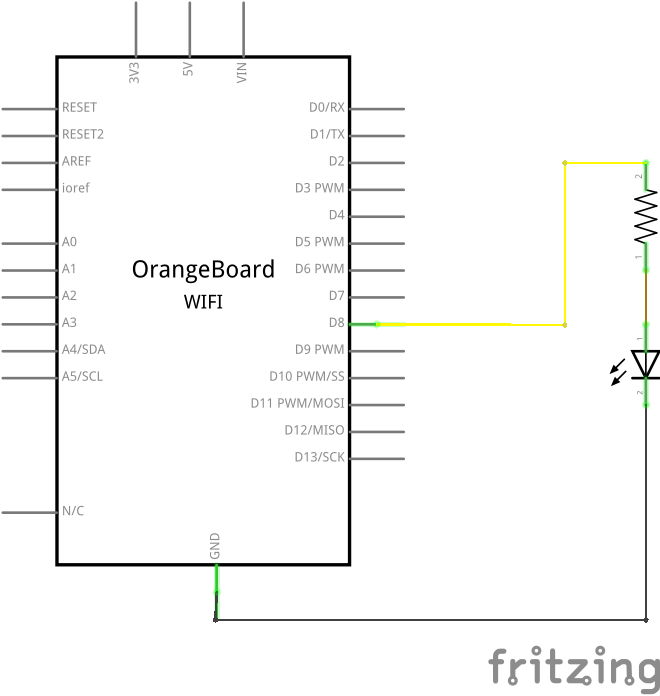 3V3
5V
VIN
RESET
RESET2
AREF
ioref
A0
A1
A2
A3
A4/SDA
A5/SCL
N/C
OrangeBoard
WIFI
D0/RX
D1/TX
D2
D3 PWM
D4
D5 PWM
D6 PWM
D7
D8
D9 PWM
D10 PWM/SS
D11 PWM/MOSI
D12/MISO
D13/SCK
GND
2
1
1
2
fritzing